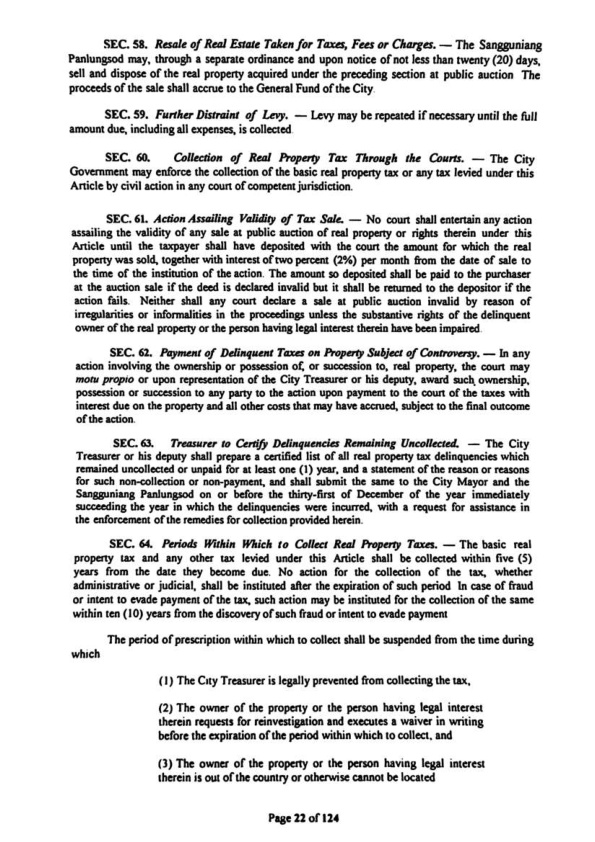 SEC. 58. Resale of Real Estate Taken for Taxes, Fees or Charges. — The Sangguniang
Panlungsod may, through a separate ordinance and upon notice of not less than twenty (20) days,
sell and dispose of the real property acquired under the preceding section at public auction The
proceeds of the sale shall accrue to the General Fund of the City.
SEC. 59. Further Distraint of Levy. — Levy may be repeated if necessary until the full
amount due, including all expenses, is collected.
SEC. 60. Collection of Real Property Tax Through the Courts. — The City
Government may enforce the collection of the basic real property tax or any tax levied under this
Article by civil action in any court of competent jurisdiction.
SEC. 61. Action Assailing Validity of Tax Sale. — No court shall entertain any action
assailing the validity of any sale at public auction of real property or rights therein under this
Article until the taxpayer shall have deposited with the court the amount for which the real
property was sold, together with interest of two percent (2%) per month from the date of sale to
the time of the institution of the action. The amount so deposited shall be paid to the purchaser
at the auction sale if the deed is declared invalid but it shall be returned to the depositor if the
action fails. Neither shall any court declare a sale at public auction invalid by reason of
irregularities or informalities in the proceedings unless the substantive rights of the delinquent
owner of the real property or the person having legal interest therein have been impaired.
SEC. 62. Payment of Delinquent Taxes on Property Subject of Controversy. — In any
action involving the ownership or possession of, or succession to, real property, the court may
motu propio or upon representation of the City Treasurer or his deputy, award such ownership,
possession or succession to any party to the action upon payment to the court of the taxes with
interest due on the property and all other costs that may have accrued, subject to the final outcome
of the action.
SEC. 63. Treasurer to Certify Delinquencies Remaining Uncollected. — The City
Treasurer or his deputy shall prepare a certified list of all real property tax delinquencies which
remained uncollected or unpaid for at least one (1) year, and a statement of the reason or reasons
for such non-collection or non-payment, and shall submit the same to the City Mayor and the
Sangguniang Panlungsod on or before the thirty-first of December of the year immediately
succeeding the year in which the delinquencies were incurred, with a request for assistance in
the enforcement of the remedies for collection provided herein.
SEC. 64. Periods Within Which to Collect Real Property Taxes. — The basic real
property tax and any other tax levied under this Article shall be collected within five (5)
years from the date they become due. No action for the collection of the tax, whether
administrative or judicial, shall be instituted after the expiration of such period In case of fraud
or intent to evade payment of the tax, such action may be instituted for the collection of the same
within ten (10) years from the discovery of such fraud or intent to evade payment
The period of prescription within which to collect shall be suspended from the time during
which
(1) The City Treasurer is legally prevented from collecting the tax,
(2) The owner of the property or the person having legal interest
therein requests for reinvestigation and executes a waiver in writing
before the expiration of the period within which to collect, and
(3) The owner of the property or the person having legal interest
therein is out of the country or otherwise cannot be located
Page 22 of 124